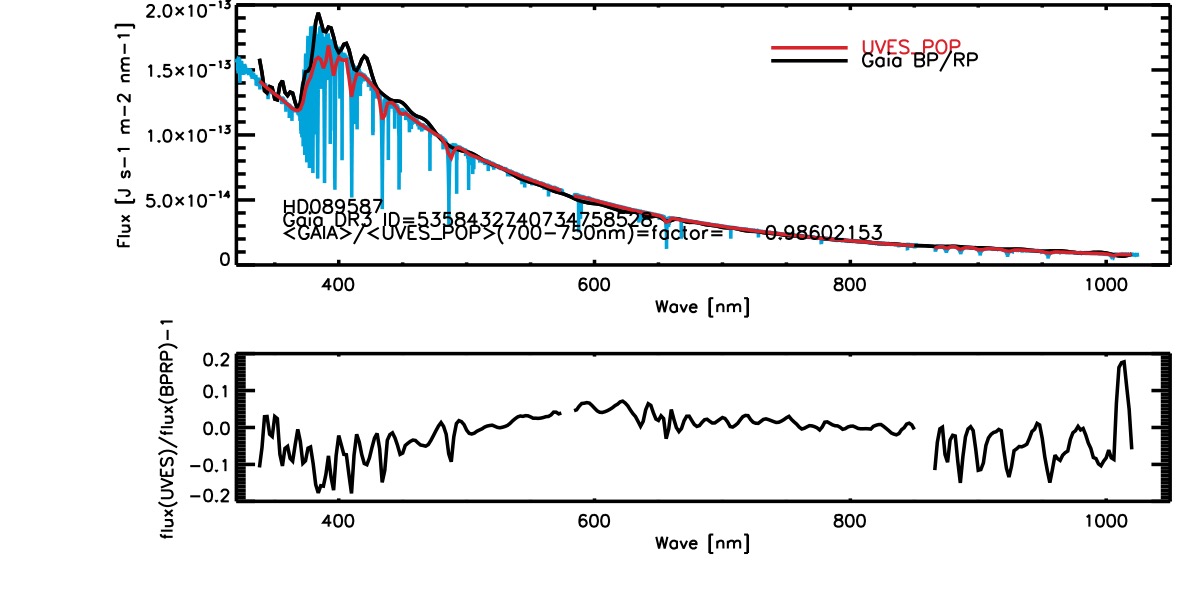 2.0×10⁻¹³
1.5×10⁻¹³
1.0×10⁻¹³
5.0×10⁻¹⁴
0
Flux [J s−1 m−2 nm−1]
UVES_POP
Gaia BP/RP
HD089587
Gaia DR3 ID=5358432740734758528
<GAIA>/<UVES_POP>(700−750nm)=factor= 0.98602153
400 600 800 1000
Wave [nm]
0.2
0.1
0.0
−0.1
−0.2
flux(UVES)/flux(BPRP)−1
400 600 800 1000
Wave [nm]